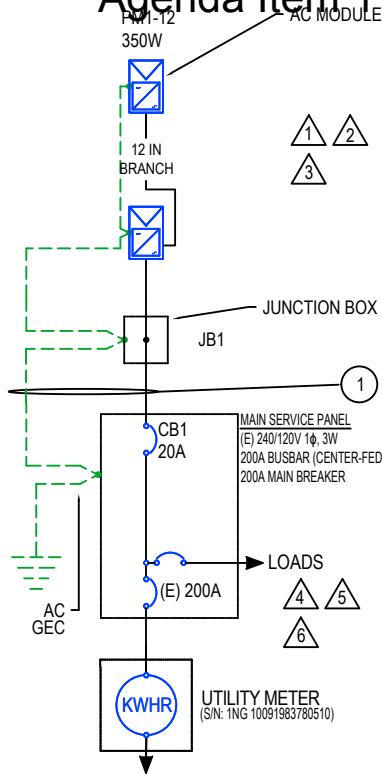 Agenda Item 1
PM1-12
350W
AC MODULE
1
2
3
12 IN
BRANCH
JUNCTION BOX
JB1
1
CB1
20A
MAIN SERVICE PANEL
(E) 240/120V 1ϕ, 3W
200A BUSBAR (CENTER-FED
200A MAIN BREAKER
LOADS
(E) 200A
4
5
6
AC
GEC
KWHR
UTILITY METER
(S/N: 1NG 10091983780510)